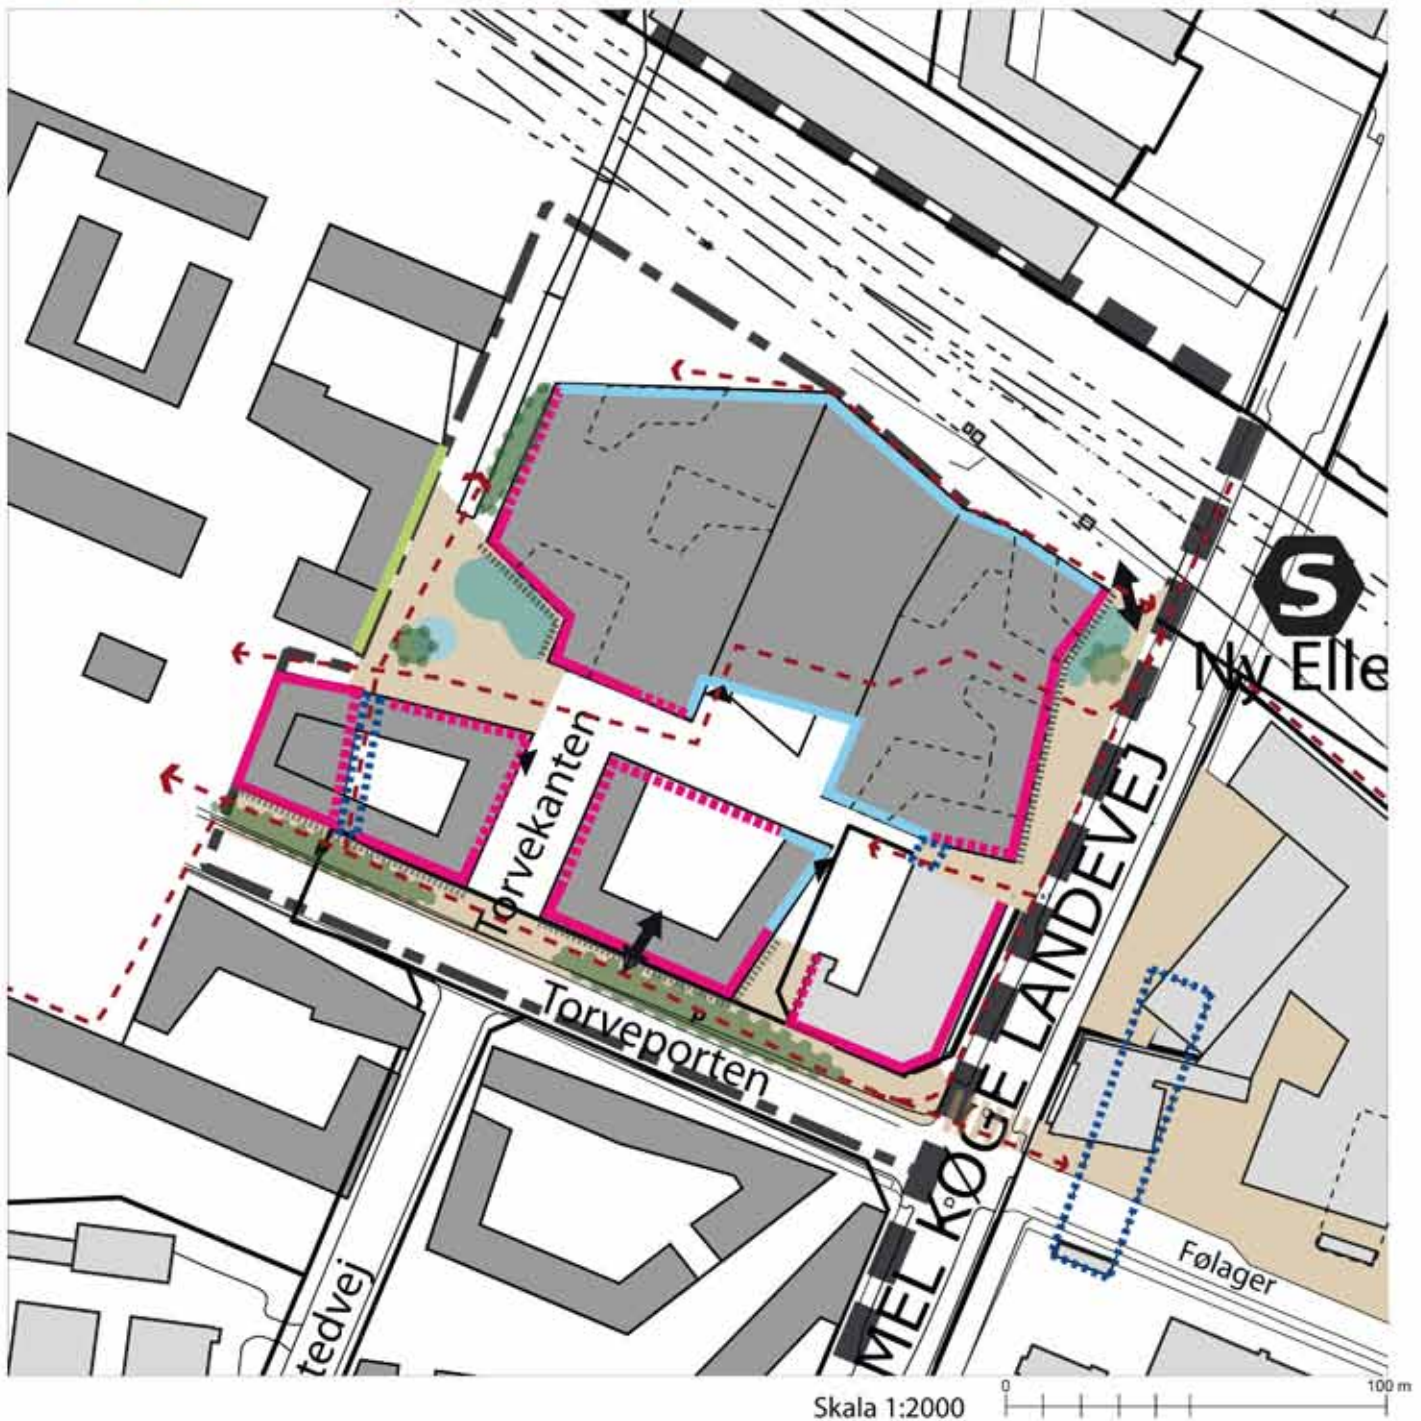 S
Ny Elle
Torvekanten
MEL KØGE LANDEVEJ
P
Torveporten
T
P
Følager
tedvej
Skala 1:2000
0
100 m